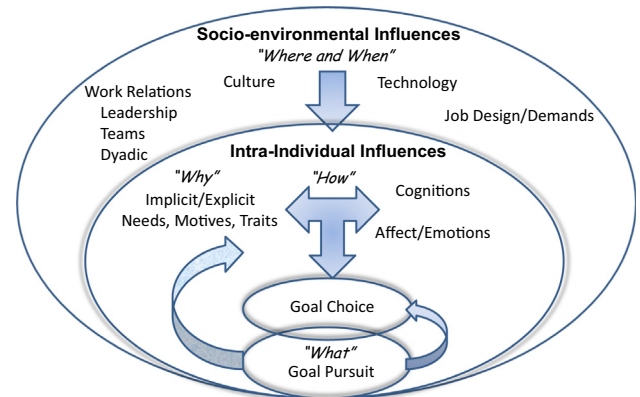 Socio-environmental Influences
"Where and When"
Culture
Technology
Work Relations
Leadership
Teams
Dyadic
Job Design/Demands
Intra-Individual Influences
"Why"
Implicit/Explicit
Needs, Motives, Traits
"How"
Cognitions
Affect/Emotions
Goal Choice
"What"
Goal Pursuit